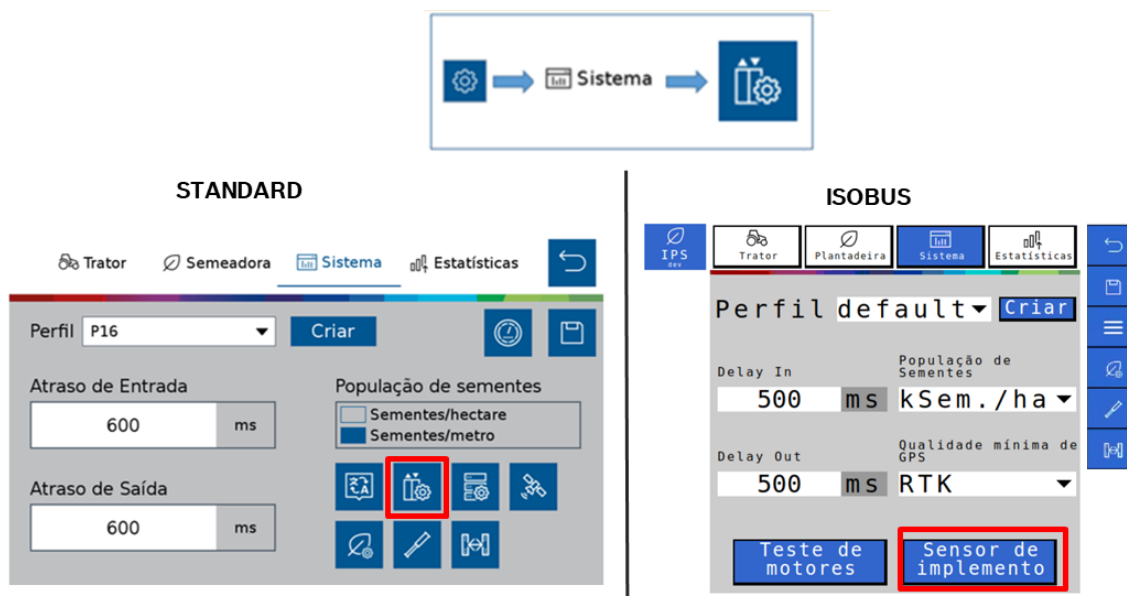 Sistema
STANDARD
Trator
Semeadora
Sistema
Estatísticas
Perfil
P16
Criar
Atraso de Entrada
600
ms
População de sementes
Sementes/hectare
Sementes/metro
Atraso de Saída
600
ms
ISOBUS
IPS
dev
Trator
Plantadeira
Sistema
Estatísticas
Perfil
default
Criar
Delay In
500
ms
População de
Sementes
kSem./ha
Delay Out
500
ms
Qualidade mínima de
GPS
RTK
Teste de
motores
Sensor de
implemento